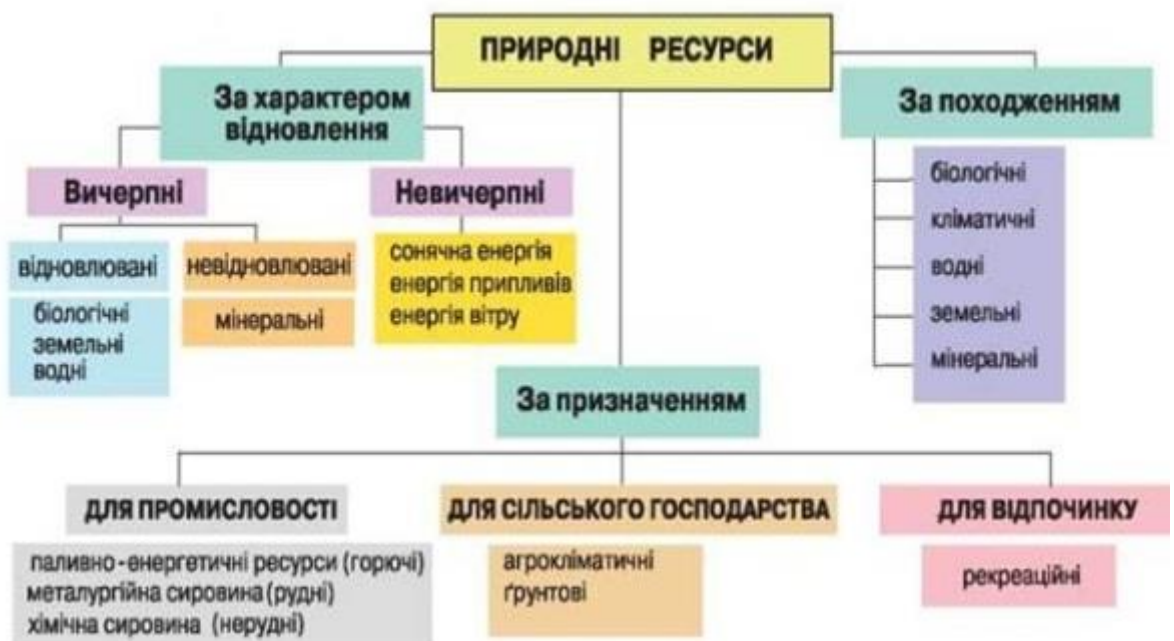 ПРИРОДНІ РЕСУРСИ
За характером
відновлення
За походженням
Вичерпні
Невичерпні
відновлювані
невідновлювані
біологічні
земельні
водні
мінеральні
сонячна енергія
енергія припливів
енергія вітру
біологічні
кліматичні
водні
земельні
мінеральні
За призначенням
ДЛЯ ПРОМИСЛОВОСТІ
паливно-енергетичні ресурси (горючі)
металургійна сировина (рудні)
хімічна сировина (нерудні)
ДЛЯ СІЛЬСЬКОГО ГОСПОДАРСТВА
агрокліматичні
ґрунтові
ДЛЯ ВІДПОЧИНКУ
рекреаційні